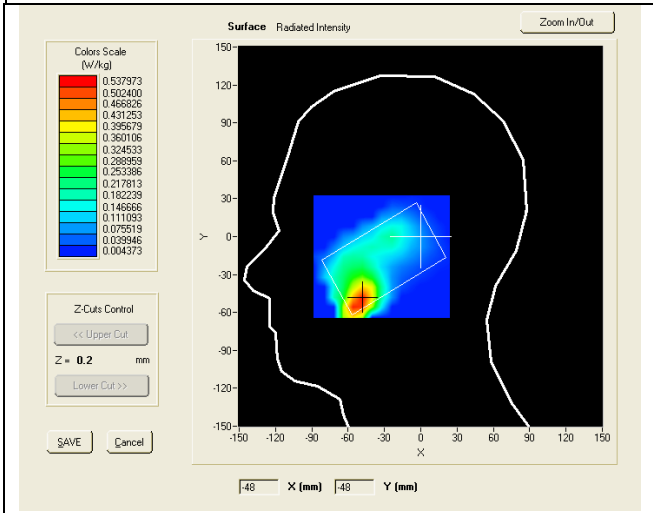 Surface Radiated Intensity
Zoom In/Out
Colors Scale
(W/kg)
0.537973
0.502400
0.466826
0.431253
0.395679
0.360106
0.324533
0.288959
0.253386
0.217813
0.182239
0.146666
0.111093
0.075519
0.039946
0.004373
Z-Cuts Control
<< Upper Cut
Z = 0.2 mm
Lower Cut >>
SAVE Cancel
150
120
90
60
30
0
-30
-60
-90
-120
-150
Y
-150 -120 -90 -60 -30 0 30 60 90 120 150
X
-48 X (mm) -48 Y (mm)